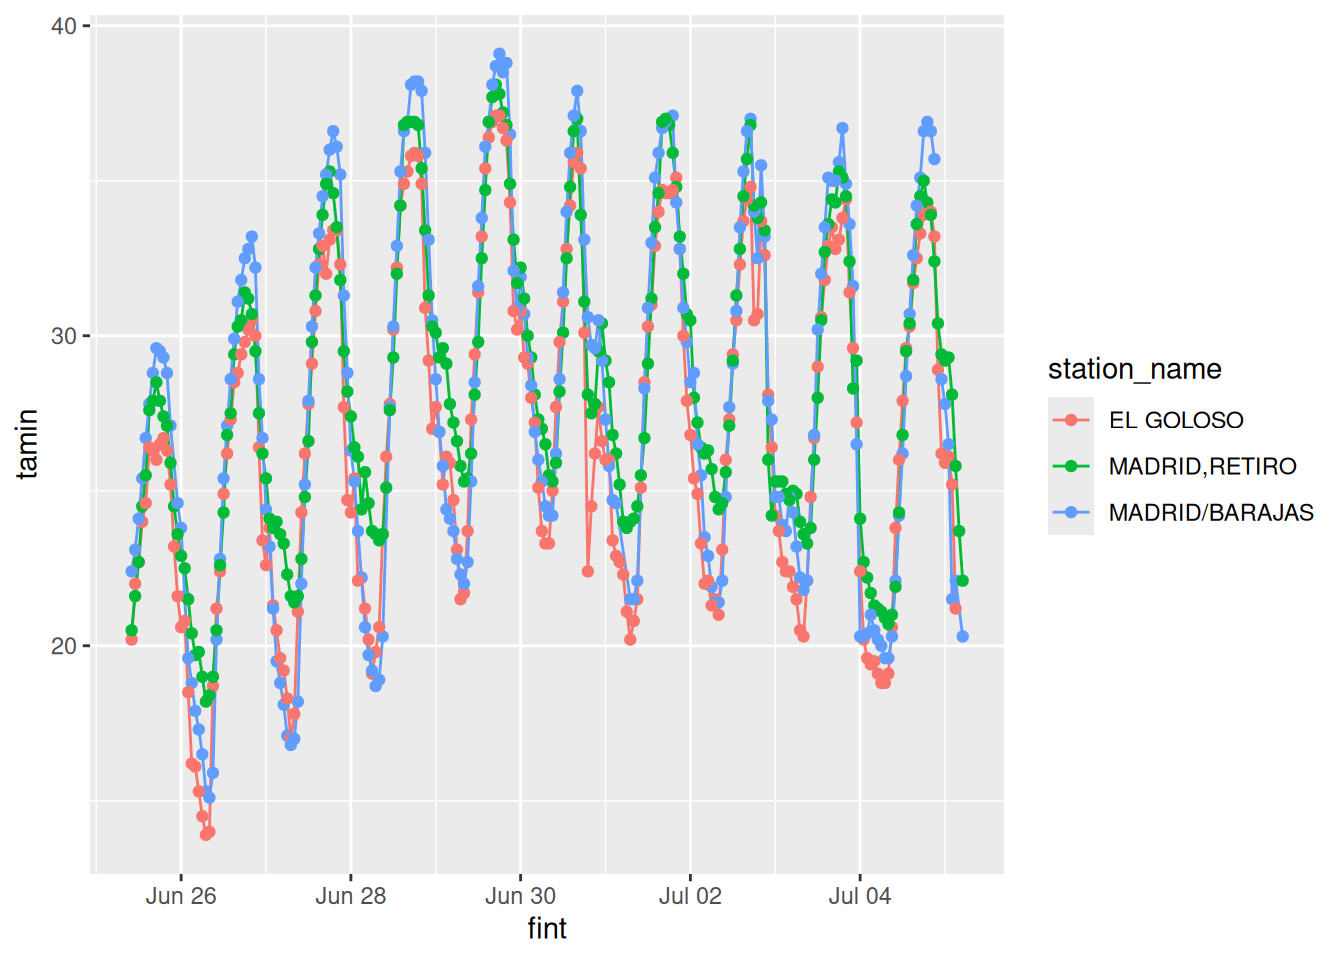 40
30
20
tamin
Jun 26
Jun 28
Jun 30
Jul 02
Jul 04
fint
station_name
EL GOLOSO
MADRID,RETIRO
MADRID/BARAJAS